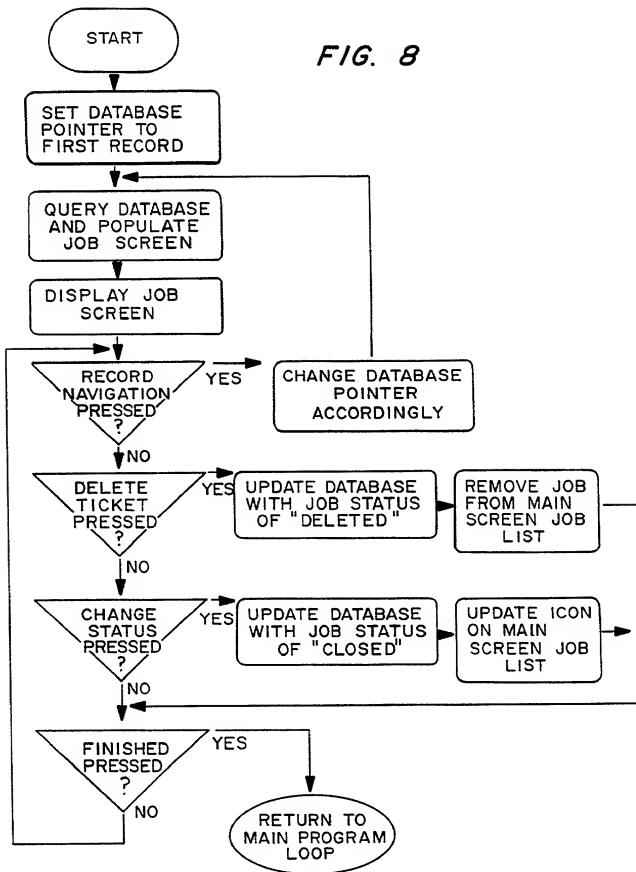 START
FIG. 8
SET DATABASE
POINTER TO
FIRST RECORD
QUERY DATABASE
AND POPULATE
JOB SCREEN
DISPLAY JOB
SCREEN
RECORD
NAVIGATION
PRESSED
?
YES
CHANGE DATABASE
POINTER
ACCORDINGLY
NO
DELETE
TICKET
PRESSED
?
YES
UPDATE DATABASE
WITH JOB STATUS
OF "DELETED"
REMOVE JOB
FROM MAIN
SCREEN JOB
LIST
NO
CHANGE
STATUS
PRESSED
?
YES
UPDATE DATABASE
WITH JOB STATUS
OF "CLOSED"
UPDATE ICON
ON MAIN
SCREEN JOB
LIST
NO
FINISHED
PRESSED
?
YES
NO
RETURN TO
MAIN PROGRAM
LOOP